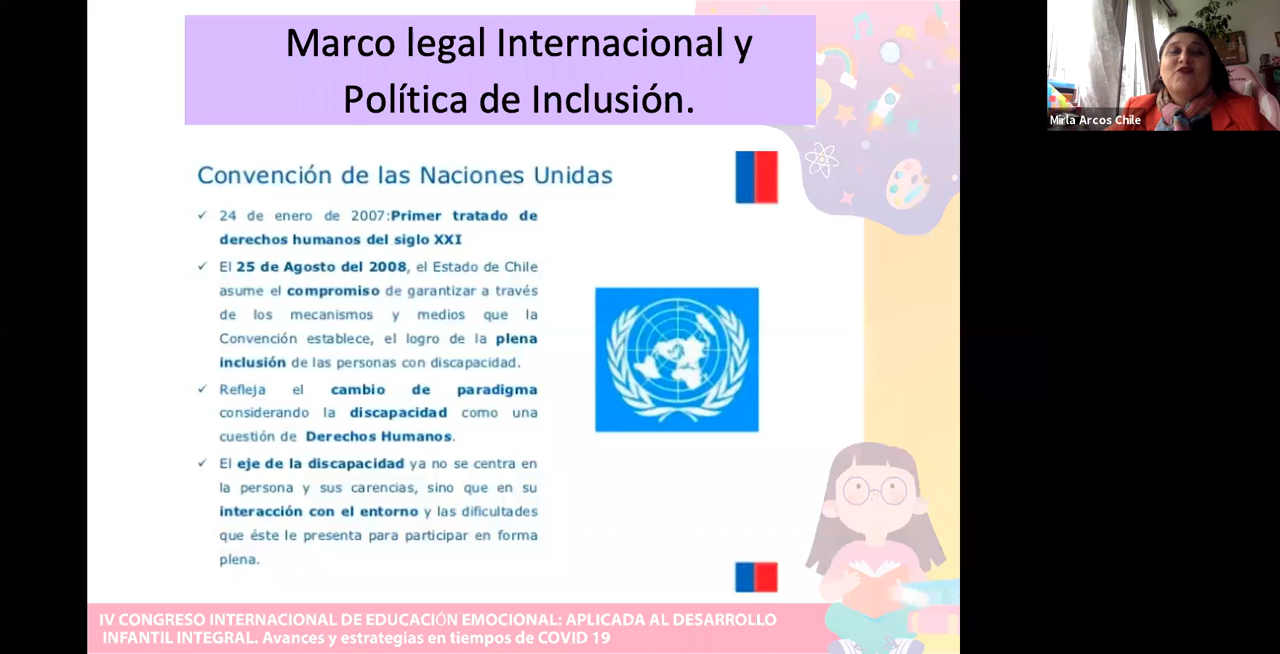 Marco legal Internacional y
Política de Inclusión.
Convención de las Naciones Unidas
✓ 24 de enero de 2007:Primer tratado de
derechos humanos del siglo XXI
✓ El 25 de Agosto del 2008, el Estado de Chile
asume el compromiso de garantizar a través
de los mecanismos y medios que la
Convención establece, el logro de la plena
inclusión de las personas con discapacidad.
✓ Refleja el cambio de paradigma
considerando la discapacidad como una
cuestión de Derechos Humanos.
✓ El eje de la discapacidad ya no se centra en
la persona y sus carencias, sino que en su
interacción con el entorno y las dificultades
que éste le presenta para participar en forma
plena.
IV CONGRESO INTERNACIONAL DE EDUCACIÓN EMOCIONAL: APLICADA AL DESARROLLO
INFANTIL INTEGRAL. Avances y estrategias en tiempos de COVID 19
Mirla Arcos Chile